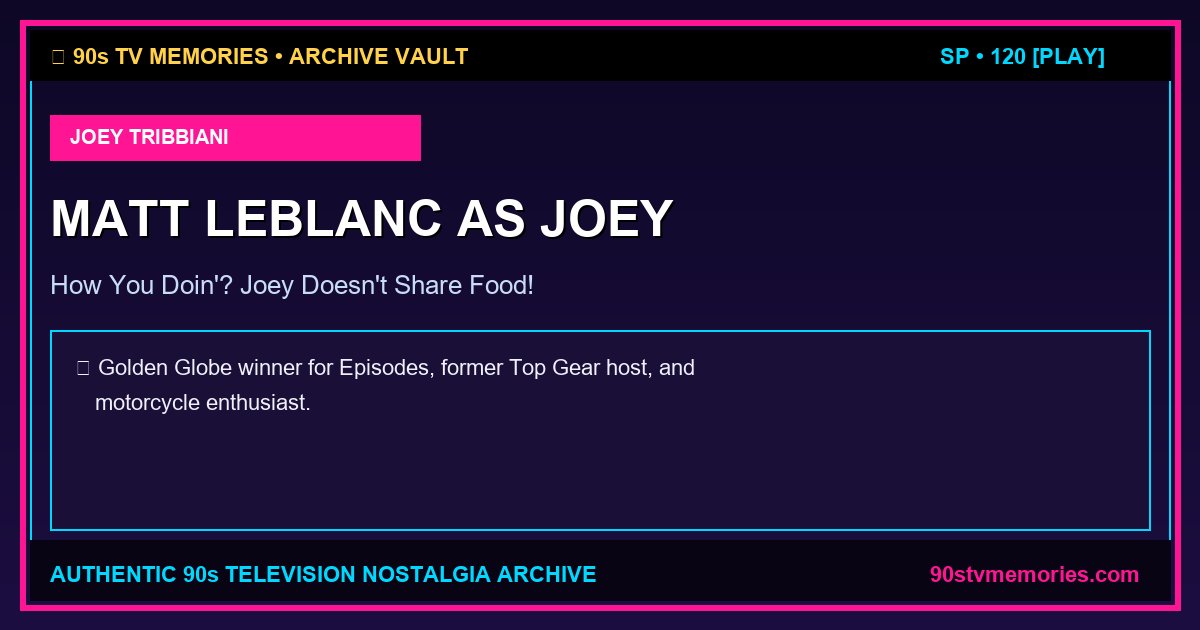 90s TV MEMORIES • ARCHIVE VAULT
SP • 120 [PLAY]
JOEY TRIBBIANI
MATT LEBLANC AS JOEY
How You Doin'? Joey Doesn't Share Food!
Golden Globe winner for Episodes, former Top Gear host, and
motorcycle enthusiast.
AUTHENTIC 90s TELEVISION NOSTALGIA ARCHIVE
90stvmemories.com